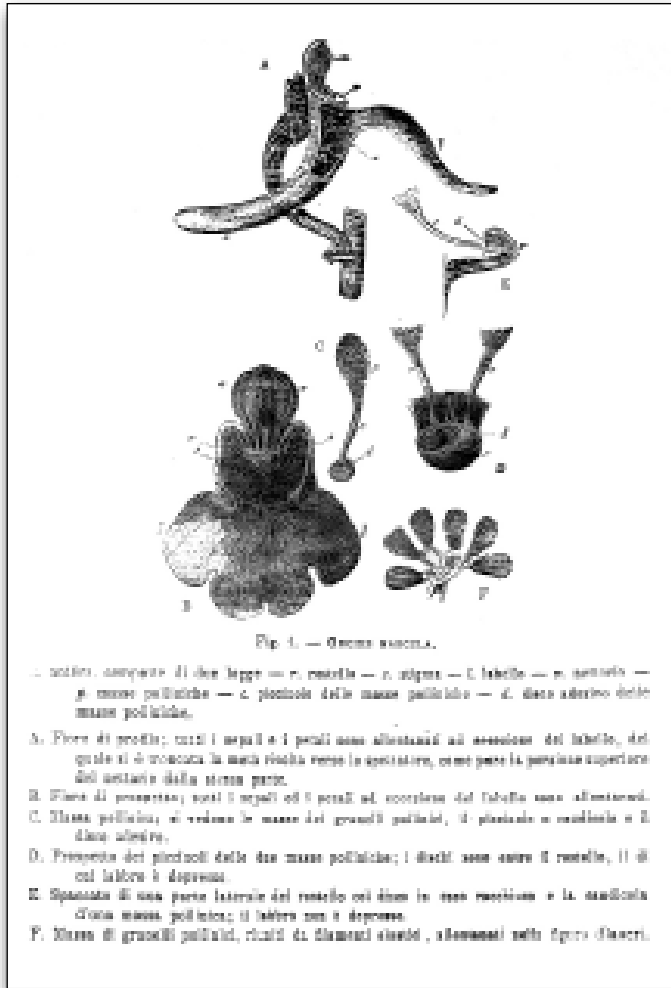 A
E
C
D
B
F
Fig. 1. — ORCHIS MASCULA.
antera, composta di due logge — r. rostello — s. stigma — l. labello — n. nettario —
p. masse polliniche — c. picciuolo delle masse polliniche — d. disco adesivo delle
masse polliniche.
A. Fiore di profilo; tutti i sepali e i petali sono allontanati ad eccezione del labello, del
quale si è troncata la metà rivolta verso lo spettatore, come pure la porzione superiore
del nettario dalla stessa parte.
B. Fiore di prospetto; tutti i sepali ed i petali ad eccezione del labello sono allontanati.
C. Massa pollinica; si vedono le masse dei granelli pollinici, il picciuolo o caudicola e il
disco adesivo.
D. Prospetto dei picciuoli delle due masse polliniche; i dischi sono entro il rostello, il di
cui labbro è depresso.
E. Spaccato di una parte laterale del rostello col disco in esso racchiuso e la caudicola
d'una massa pollinica; il labbro non è depresso.
F. Massa di granelli pollinici, riuniti da filamenti elastici, allontanati nella figura